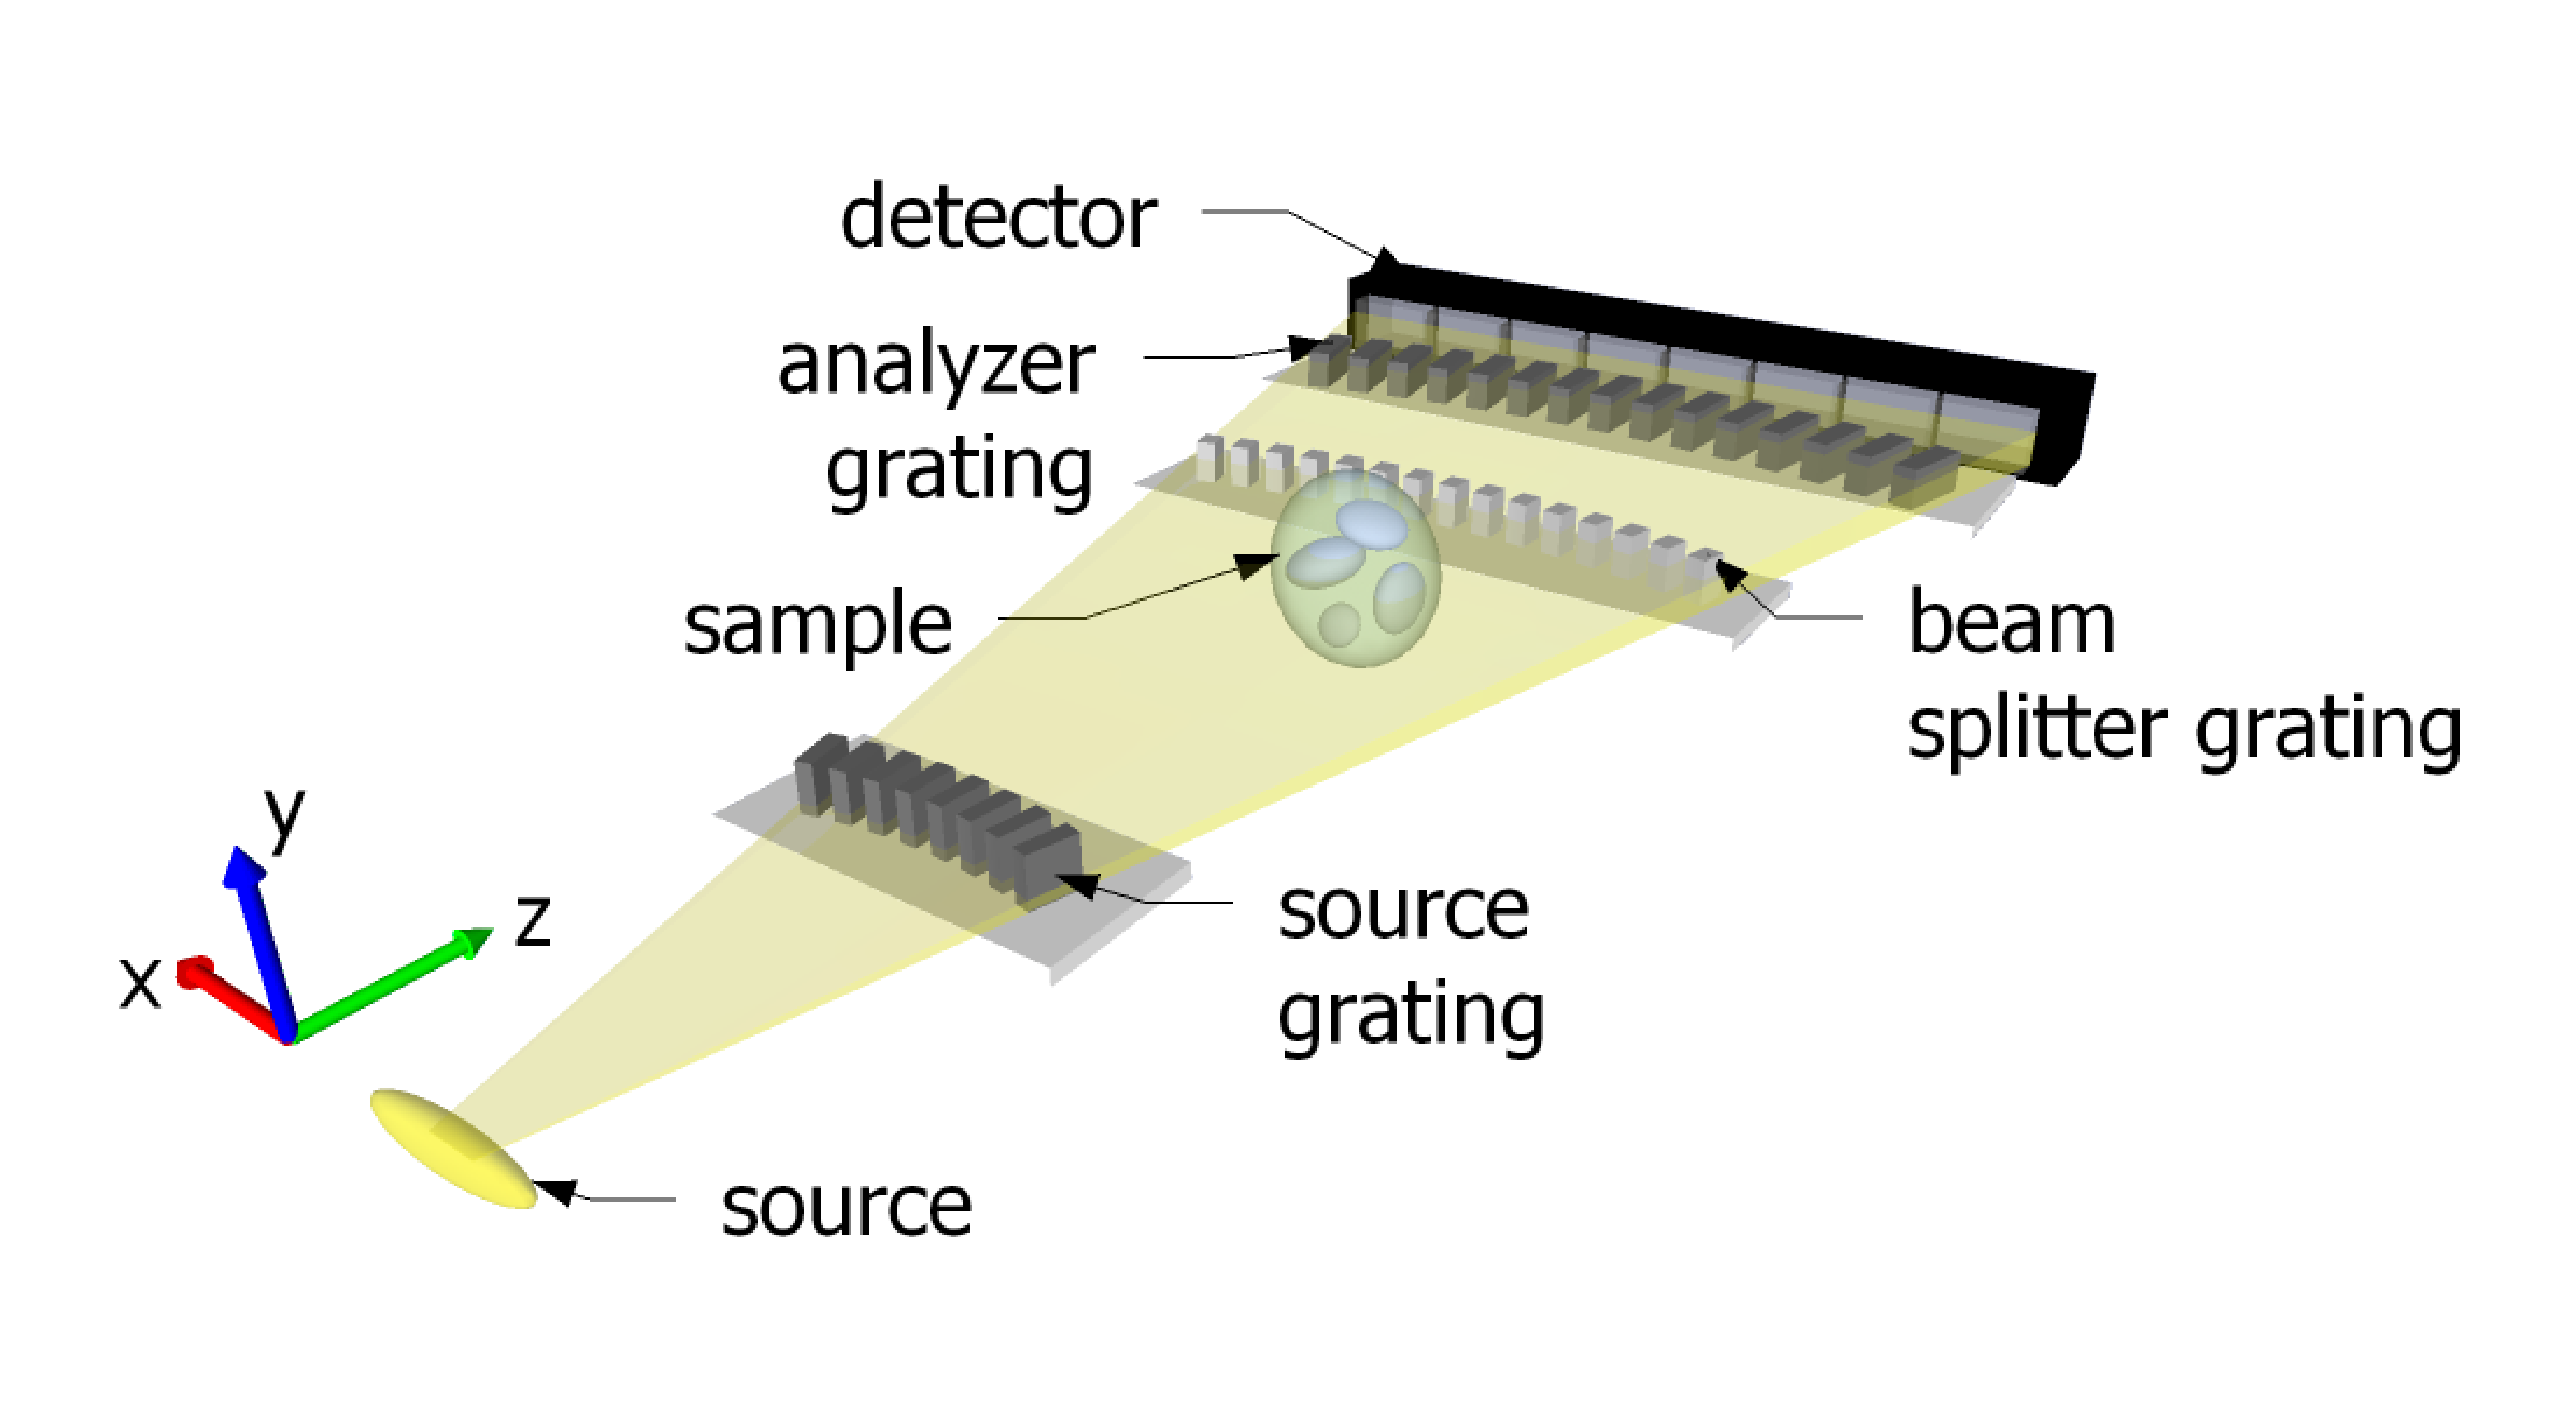 detector
analyzer
grating
sample
beam
splitter grating
y
z
x
source
grating
source